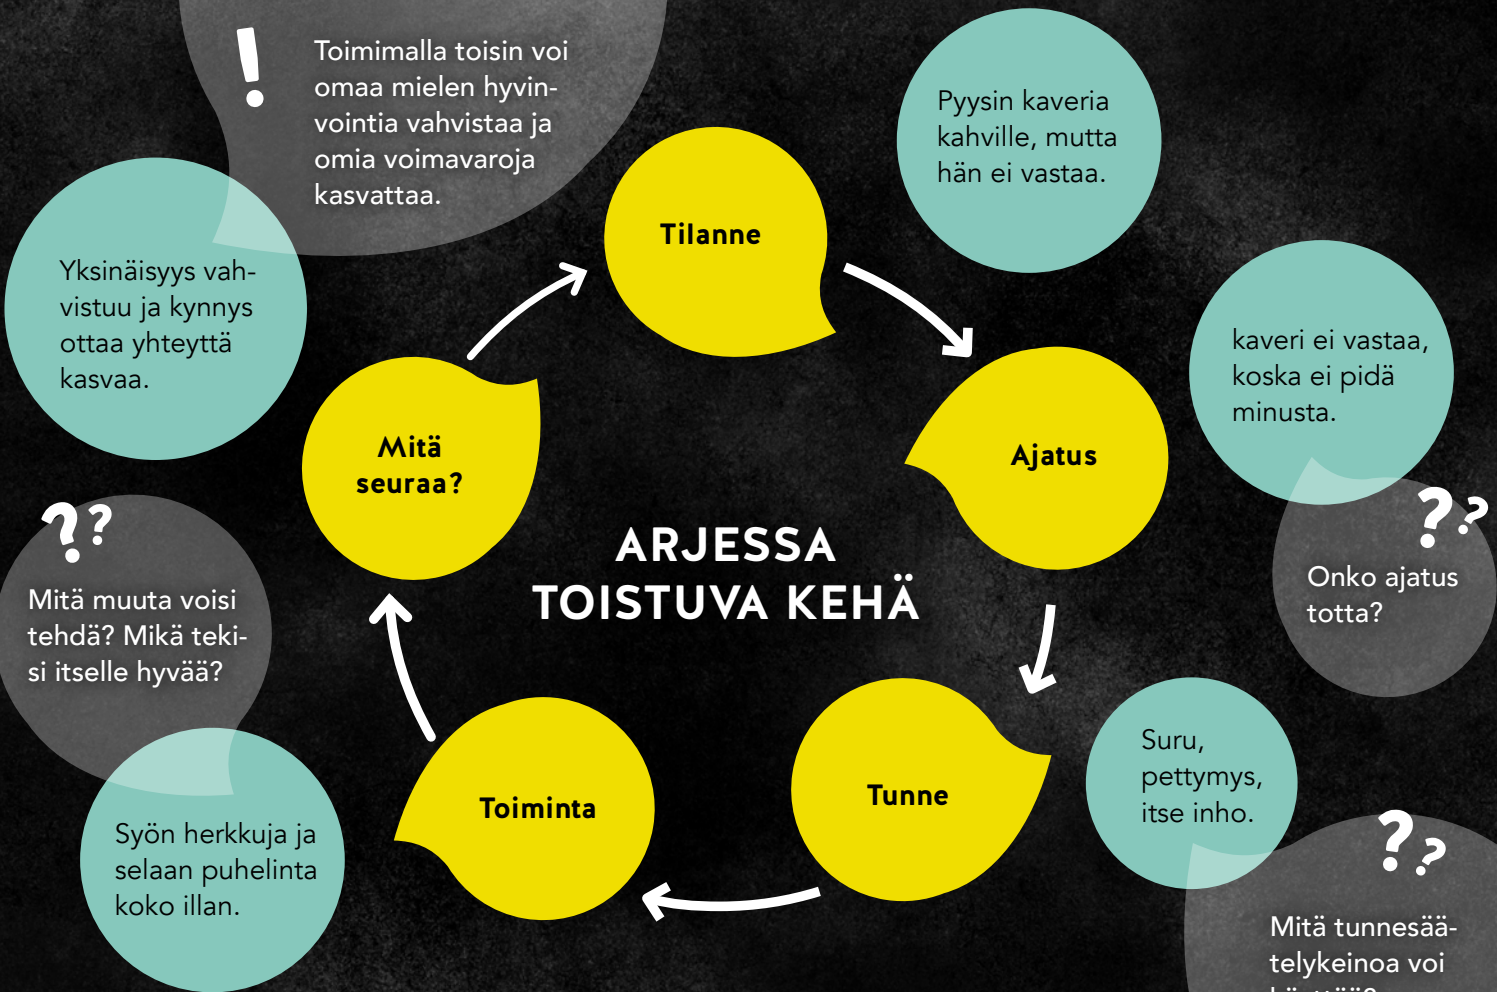 !
Toimimalla toisin voi
omaa mielen hyvin-
vointia vahvistaa ja
omia voimavaroja
kasvattaa.
Tilanne
Pyysin kaveria
kahville, mutta
hän ei vastaa.
Ajatus
kaveri ei vastaa,
koska ei pidä
minusta.
??
Onko ajatus
totta?
Tunne
Suru,
pettymys,
itse inho.
??
Mitä tunnesää-
telykeinoa voi
Toiminta
Syön herkkuja ja
selaan puhelinta
koko illan.
??
Mitä muuta voisi
tehdä? Mikä teki-
si itselle hyvää?
Mitä
seuraa?
Yksinäisyys vah-
vistuu ja kynnys
ottaa yhteyttä
kasvaa.
ARJESSA
TOISTUVA KEHÄ